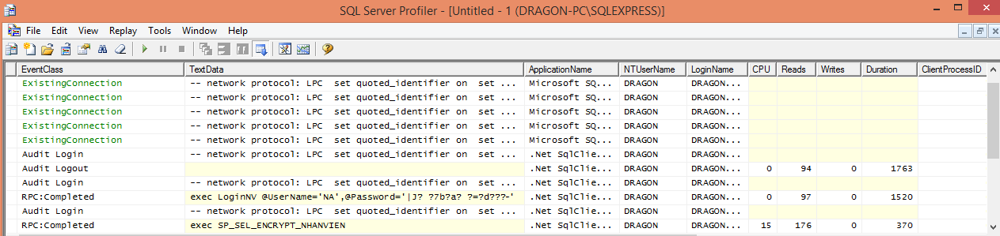 SQL Server Profiler - [Untitled - 1 (DRAGON-PC\SQLEXPRESS)]
File Edit View Replay Tools Window Help
EventClass TextData ApplicationName NTUserName LoginName CPU Reads Writes Duration ClientProcessID
ExistingConnection -- network protocol: LPC set quoted_identifier on set ... Microsoft SQ... DRAGON DRAGON...
ExistingConnection -- network protocol: LPC set quoted_identifier on set ... Microsoft SQ... DRAGON DRAGON...
ExistingConnection -- network protocol: LPC set quoted_identifier on set ... Microsoft SQ... DRAGON DRAGON...
ExistingConnection -- network protocol: LPC set quoted_identifier on set ... Microsoft SQ... DRAGON DRAGON...
ExistingConnection -- network protocol: LPC set quoted_identifier on set ... Microsoft SQ... DRAGON DRAGON...
Audit Login -- network protocol: LPC set quoted_identifier on set ... .Net SqlClie... DRAGON DRAGON...
Audit Logout .Net SqlClie... DRAGON DRAGON... 0 94 0 1763
Audit Login -- network protocol: LPC set quoted_identifier on set ... .Net SqlClie... DRAGON DRAGON...
RPC:Completed exec LoginNV @UserName='NA',@Password='|J? ?7b?a? ?=?d???-' .Net SqlClie... DRAGON DRAGON... 0 97 0 1520
Audit Login -- network protocol: LPC set quoted_identifier on set ... .Net SqlClie... DRAGON DRAGON...
RPC:Completed exec SP_SEL_ENCRYPT_NHANVIEN .Net SqlClie... DRAGON DRAGON... 15 176 0 370